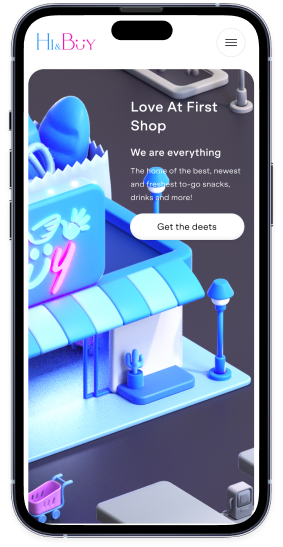 Hi&Buy
Love At First
Shop
We are everything
The home of the best, newest
and freshest to-go snacks,
drinks and more!
Get the deets